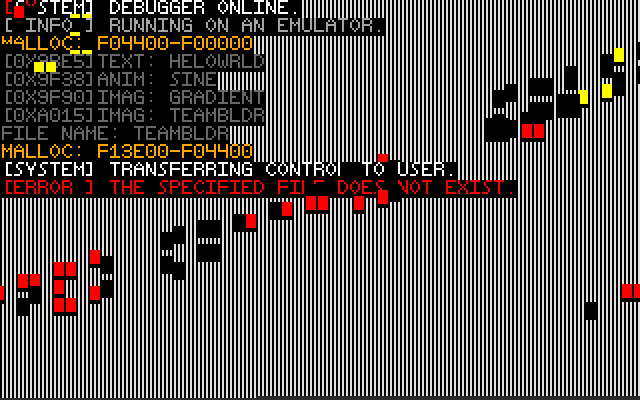 [SYSTEM] DEBUGGER ONLINE.
[ INFO ] RUNNING ON AN EMULATOR.
MALLOC: F04400-F00000
[0X9BE5]TEXT: HELOWRLD
[0X9F38]ANIM: SINE
[0X9F90]IMAG: GRADIENT
[0XA015]IMAG: TEAMBLDR
FILE NAME: TEAMBLDR
MALLOC: F13E00-F04400
[SYSTEM] TRANSFERRING CONTROL TO USER.
[ERROR ] THE SPECIFIED FILE DOES NOT EXIST.